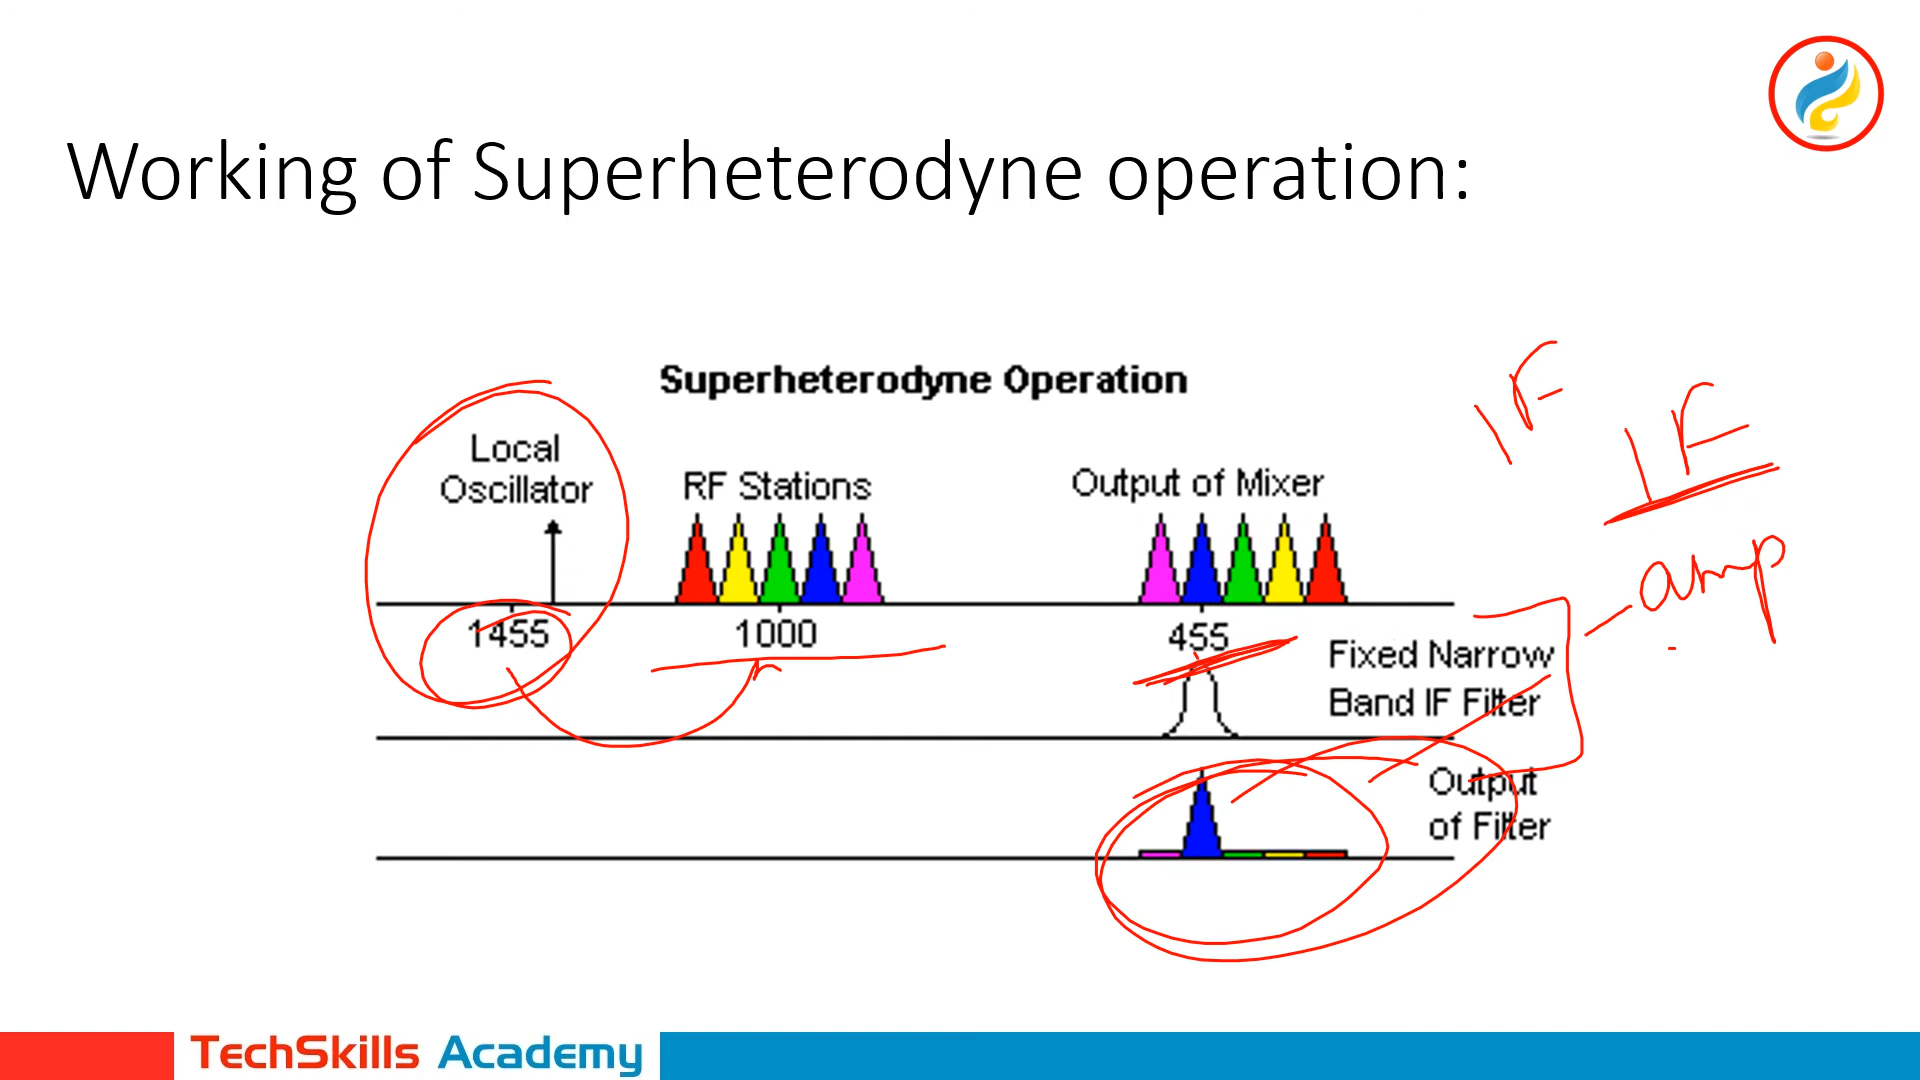 Working of Superheterodyne operation:
Superheterodyne Operation
IF
IF
Local
Oscillator
RF Stations
Output of Mixer
amp
1455
1000
455
Fixed Narrow
Band IF Filter
Output
of Filter
TechSkills Academy